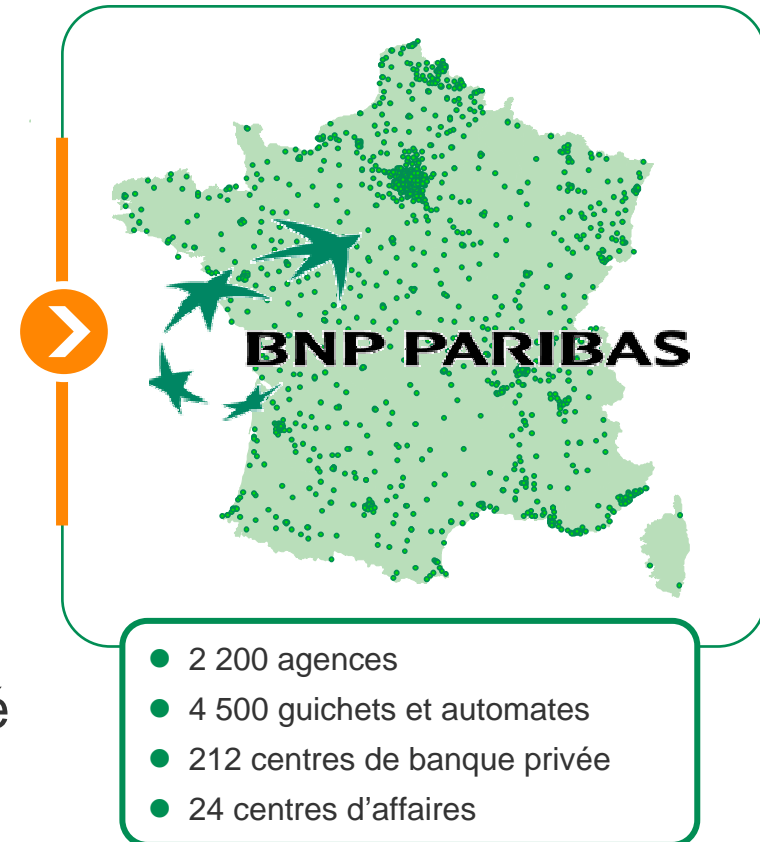 BNP PARIBAS
é
2 200 agences
4 500 guichets et automates
212 centres de banque privée
24 centres d'affaires